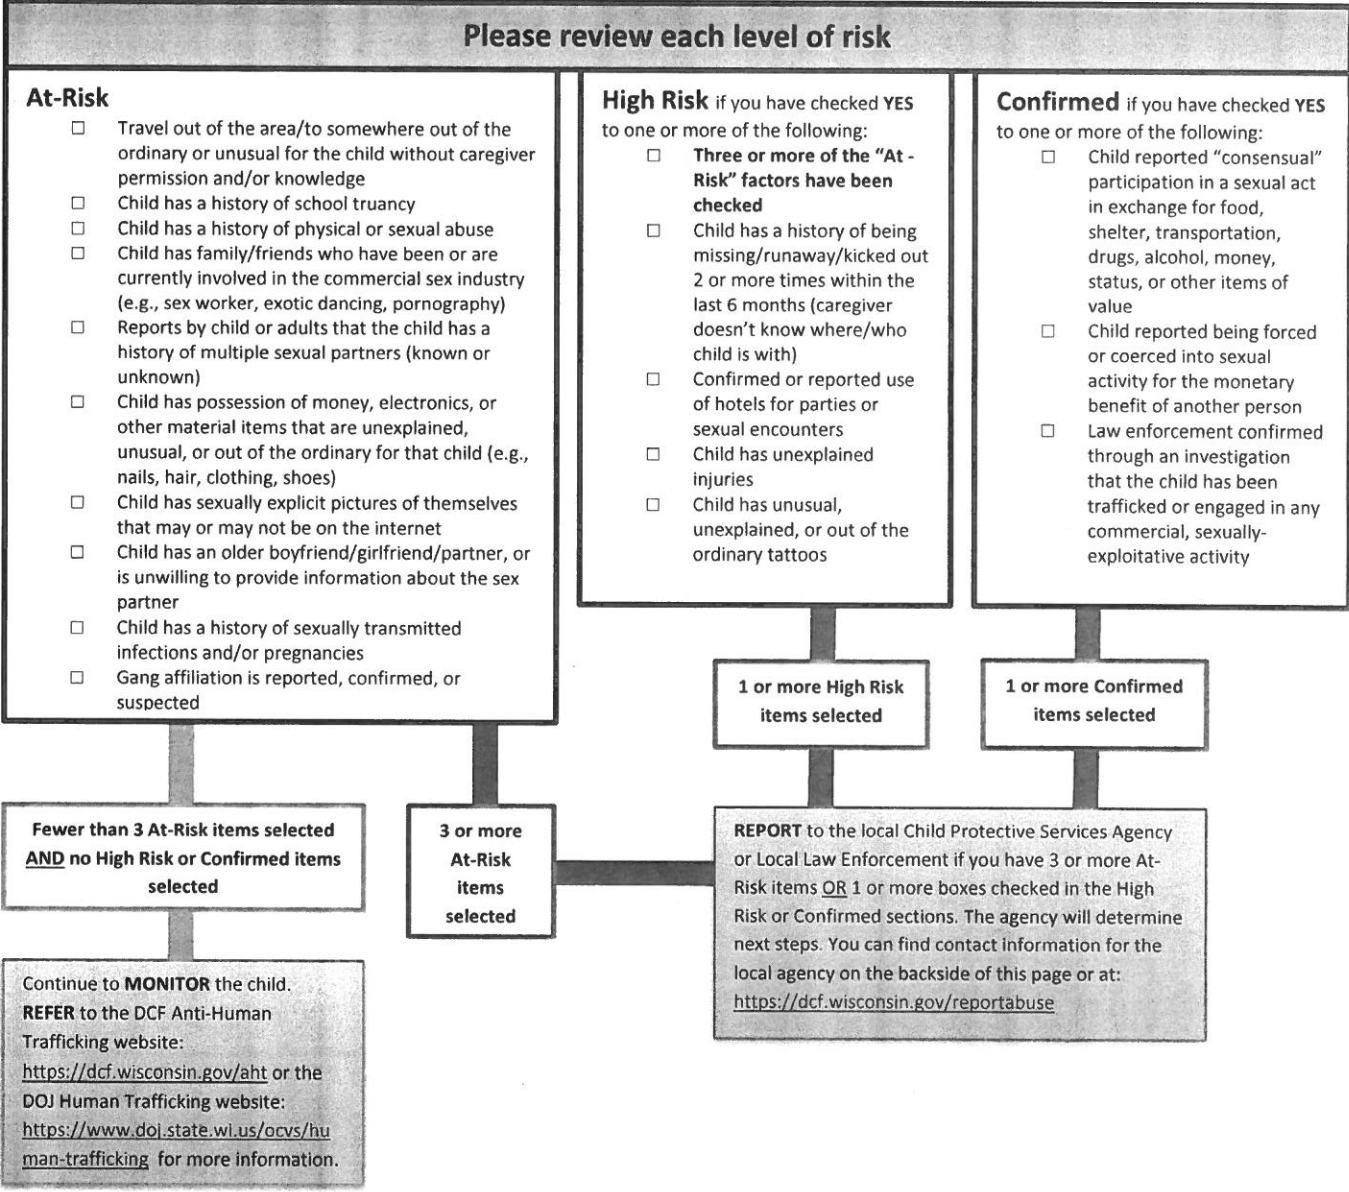 Please review each level of risk
At-Risk
☐ Travel out of the area/to somewhere out of the
ordinary or unusual for the child without caregiver
permission and/or knowledge
☐ Child has a history of school truancy
☐ Child has a history of physical or sexual abuse
☐ Child has family/friends who have been or are
currently involved in the commercial sex industry
(e.g., sex worker, exotic dancing, pornography)
☐ Reports by child or adults that the child has a
history of multiple sexual partners (known or
unknown)
☐ Child has possession of money, electronics, or
other material items that are unexplained,
unusual, or out of the ordinary for that child (e.g.,
nails, hair, clothing, shoes)
☐ Child has sexually explicit pictures of themselves
that may or may not be on the internet
☐ Child has an older boyfriend/girlfriend/partner, or
is unwilling to provide information about the sex
partner
☐ Child has a history of sexually transmitted
infections and/or pregnancies
☐ Gang affiliation is reported, confirmed, or
suspected
High Risk if you have checked YES
to one or more of the following:
☐ Three or more of the "At -
Risk" factors have been
checked
☐ Child has a history of being
missing/runaway/kicked out
2 or more times within the
last 6 months (caregiver
doesn't know where/who
child is with)
☐ Confirmed or reported use
of hotels for parties or
sexual encounters
☐ Child has unexplained
injuries
☐ Child has unusual,
unexplained, or out of the
ordinary tattoos
Confirmed if you have checked YES
to one or more of the following:
☐ Child reported "consensual"
participation in a sexual act
in exchange for food,
shelter, transportation,
drugs, alcohol, money,
status, or other items of
value
☐ Child reported being forced
or coerced into sexual
activity for the monetary
benefit of another person
☐ Law enforcement confirmed
through an investigation
that the child has been
trafficked or engaged in any
commercial, sexually-
exploitative activity
1 or more High Risk
items selected
1 or more Confirmed
items selected
Fewer than 3 At-Risk items selected
AND no High Risk or Confirmed items
selected
3 or more
At-Risk
items
selected
REPORT to the local Child Protective Services Agency
or Local Law Enforcement if you have 3 or more At-
Risk items OR 1 or more boxes checked in the High
Risk or Confirmed sections. The agency will determine
next steps. You can find contact information for the
local agency on the backside of this page or at:
https://dcf.wisconsin.gov/reportabuse
Continue to MONITOR the child.
REFER to the DCF Anti-Human
Trafficking website:
https://dcf.wisconsin.gov/aht or the
DOJ Human Trafficking website:
https://www.doj.state.wi.us/ocvs/hu
man-trafficking for more information.